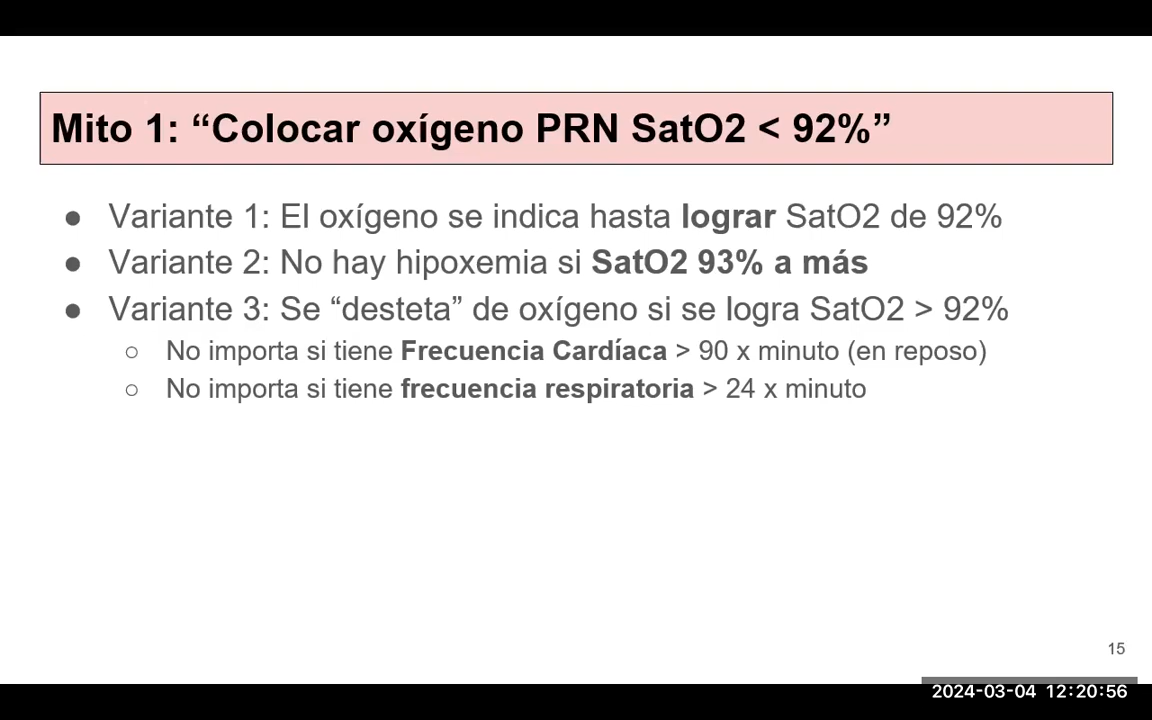 Mito 1: “Colocar oxígeno PRN SatO2 < 92%”
● Variante 1: El oxígeno se indica hasta lograr SatO2 de 92%
● Variante 2: No hay hipoxemia si SatO2 93% a más
● Variante 3: Se “desteta” de oxígeno si se logra SatO2 > 92%
○ No importa si tiene Frecuencia Cardíaca > 90 x minuto (en reposo)
○ No importa si tiene frecuencia respiratoria > 24 x minuto
15
2024-03-04 12:20:56